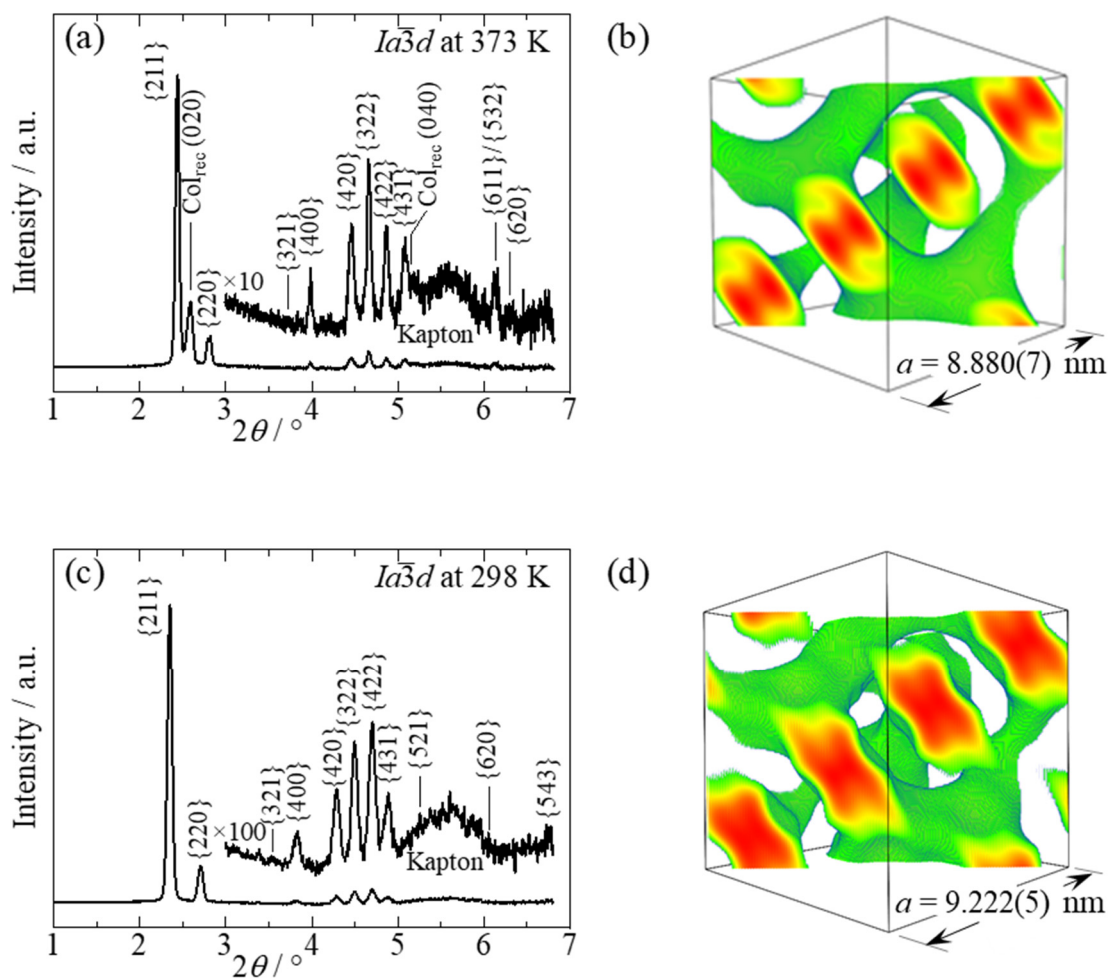 (a)
Ia3̅d at 373 K
{211}
Col_rec (020)
{220}
×10
{321}
{400}
{420}
{322}
{422}
{431}
Col_rec (040)
Kapton
{611}/{532}
{620}
Intensity / a.u.
1 2 3 4 5 6 7
2θ / °
(b)
a = 8.880(7) nm
(c)
Ia3̅d at 298 K
{211}
{220}
×100
{321}
{400}
{420}
{322}
{422}
{431}
{521}
Kapton
{620}
{543}
Intensity / a.u.
1 2 3 4 5 6 7
2θ / °
(d)
a = 9.222(5) nm